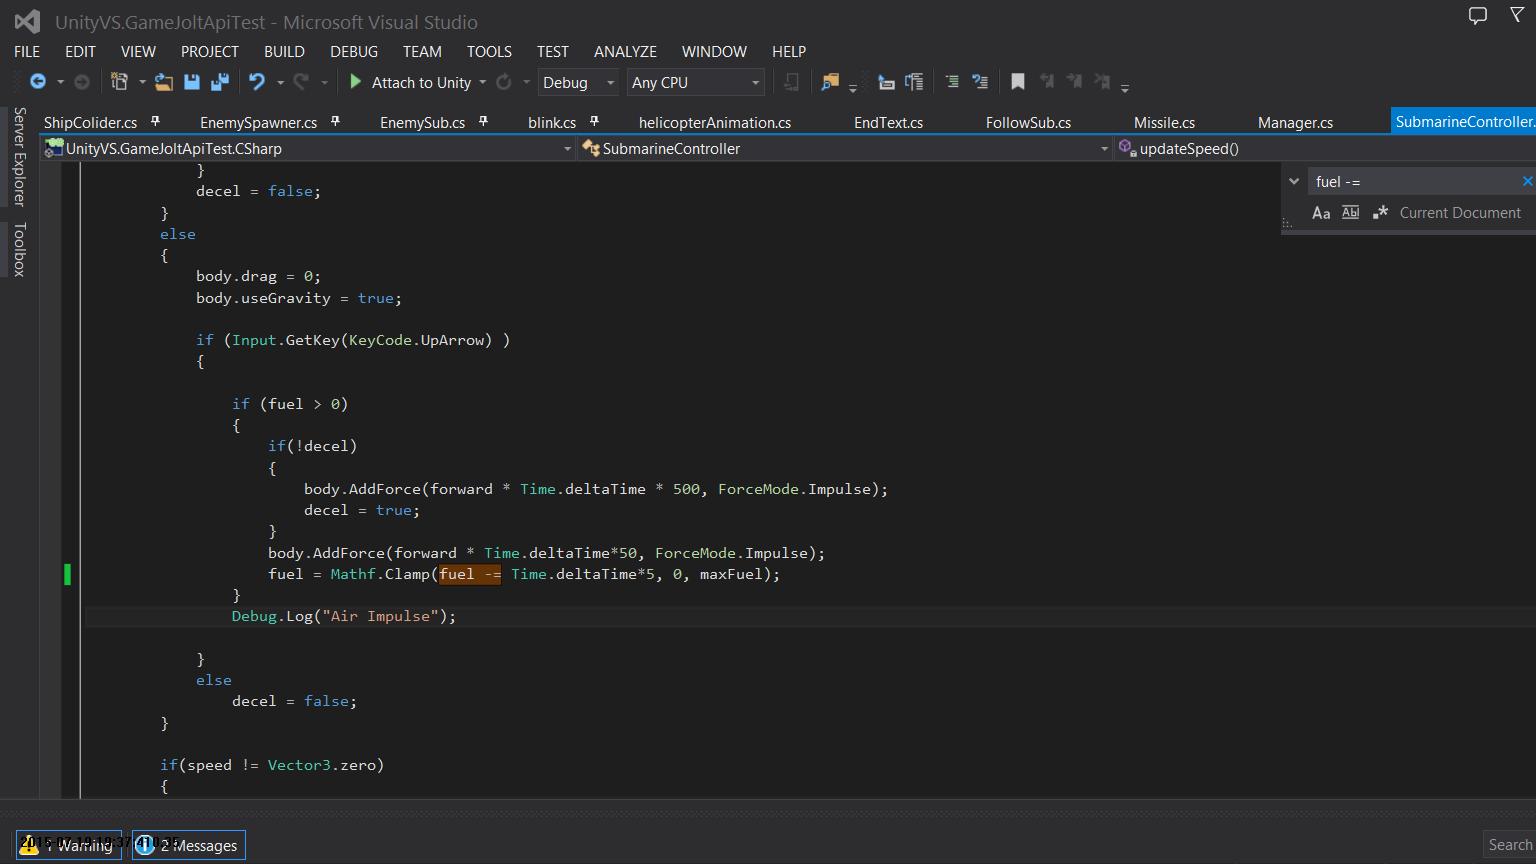 UnityVS.GameJoltApiTest - Microsoft Visual Studio
FILE EDIT VIEW PROJECT BUILD DEBUG TEAM TOOLS TEST ANALYZE WINDOW HELP
Attach to Unity Debug Any CPU
Server Explorer
Toolbox
ShipColider.cs EnemySpawner.cs EnemySub.cs blink.cs helicopterAnimation.cs EndText.cs FollowSub.cs Missile.cs Manager.cs SubmarineController.
UnityVS.GameJoltApiTest.CSharp SubmarineController updateSpeed()
fuel -=
Aa Abl .* Current Document
}
decel = false;
}
else
{
body.drag = 0;
body.useGravity = true;
if (Input.GetKey(KeyCode.UpArrow) )
{
if (fuel > 0)
{
if(!decel)
{
body.AddForce(forward * Time.deltaTime * 500, ForceMode.Impulse);
decel = true;
}
body.AddForce(forward * Time.deltaTime*50, ForceMode.Impulse);
fuel = Mathf.Clamp(fuel -= Time.deltaTime*5, 0, maxFuel);
}
Debug.Log("Air Impulse");
}
else
decel = false;
}
if(speed != Vector3.zero)
{
1 Warning 2 Messages
Search